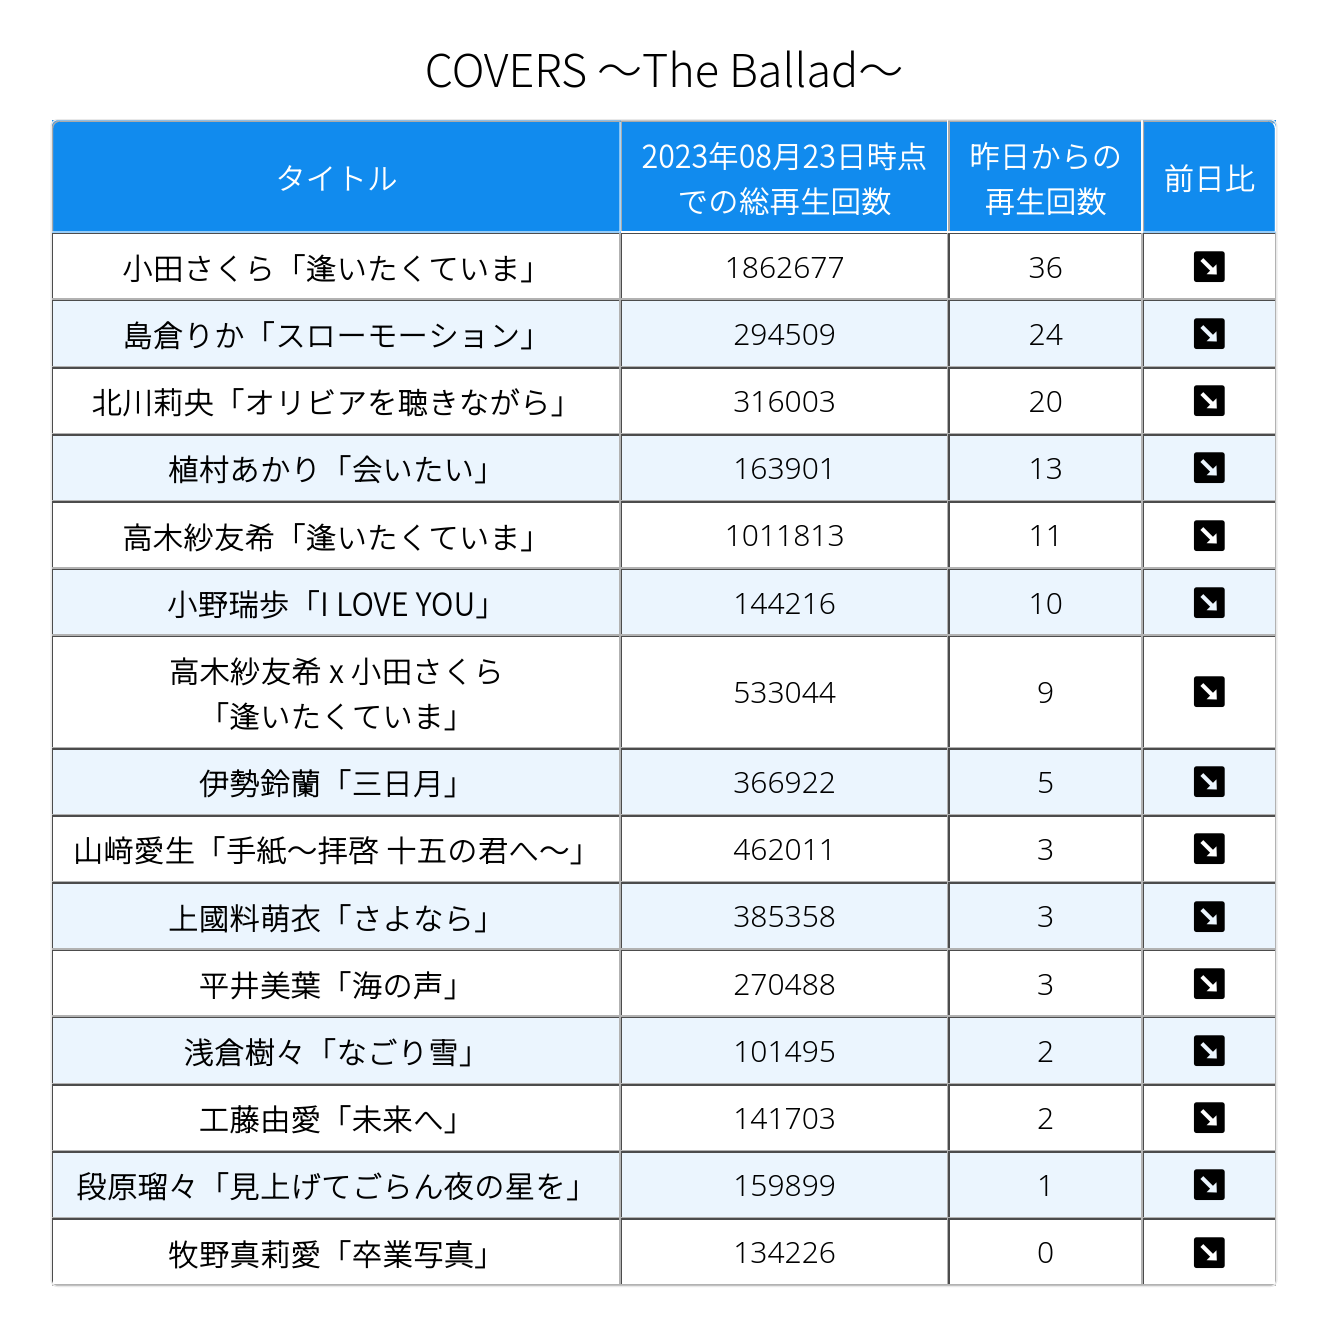 COVERS ～The Ballad～
タイトル
2023年08月23日時点
での総再生回数
昨日からの
再生回数
前日比
小田さくら「逢いたくていま」 1862677 36 ↘
島倉りか「スローモーション」 294509 24 ↘
北川莉央「オリビアを聴きながら」 316003 20 ↘
植村あかり「会いたい」 163901 13 ↘
高木紗友希「逢いたくていま」 1011813 11 ↘
小野瑞歩「I LOVE YOU」 144216 10 ↘
高木紗友希 x 小田さくら
「逢いたくていま」 533044 9 ↘
伊勢鈴蘭「三日月」 366922 5 ↘
山﨑愛生「手紙～拝啓 十五の君へ～」 462011 3 ↘
上國料萌衣「さよなら」 385358 3 ↘
平井美葉「海の声」 270488 3 ↘
浅倉樹々「なごり雪」 101495 2 ↘
工藤由愛「未来へ」 141703 2 ↘
段原瑠々「見上げてごらん夜の星を」 159899 1 ↘
牧野真莉愛「卒業写真」 134226 0 ↘